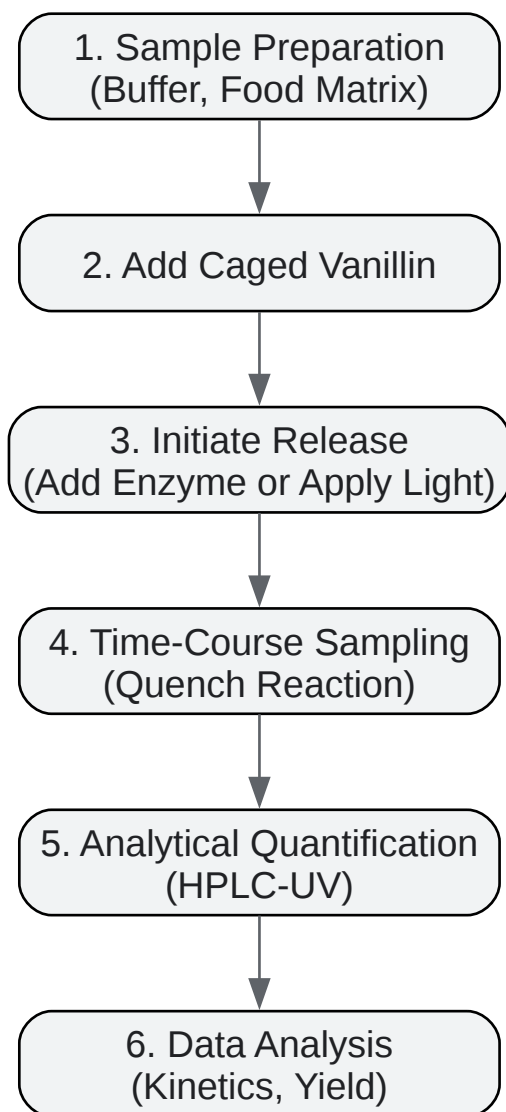 1. Sample Preparation
(Buffer, Food Matrix)
2. Add Caged Vanillin
3. Initiate Release
(Add Enzyme or Apply Light)
4. Time-Course Sampling
(Quench Reaction)
5. Analytical Quantification
(HPLC-UV)
6. Data Analysis
(Kinetics, Yield)